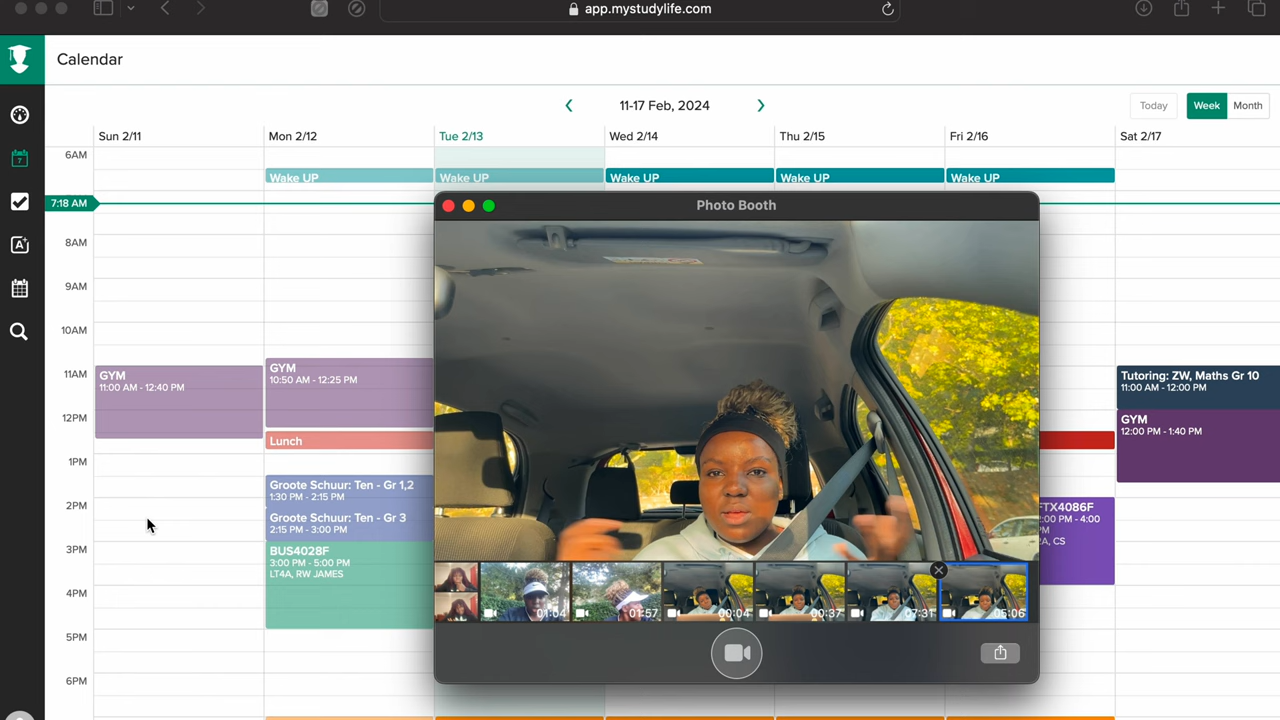 app.mystudylife.com
Calendar
11-17 Feb, 2024
Today
Week
Month
Sun 2/11
Mon 2/12
Tue 2/13
Wed 2/14
Thu 2/15
Fri 2/16
Sat 2/17
6AM
Wake UP
Wake UP
Wake UP
Wake UP
Wake UP
7:18 AM
Photo Booth
8AM
9AM
10AM
11AM
GYM
11:00 AM - 12:40 PM
GYM
10:50 AM - 12:25 PM
Tutoring: ZW, Maths Gr 10
11:00 AM - 12:00 PM
12PM
GYM
12:00 PM - 1:40 PM
Lunch
1PM
Groote Schuur: Ten - Gr 1,2
1:30 PM - 2:15 PM
2PM
Groote Schuur: Ten - Gr 3
2:15 PM - 3:00 PM
FTX4086F
:00 PM - 4:00 PM
2A, CS
3PM
BUS4028F
3:00 PM - 5:00 PM
LT4A, RW JAMES
4PM
01:04
01:57
00:04
00:37
07:31
05:06
5PM
6PM